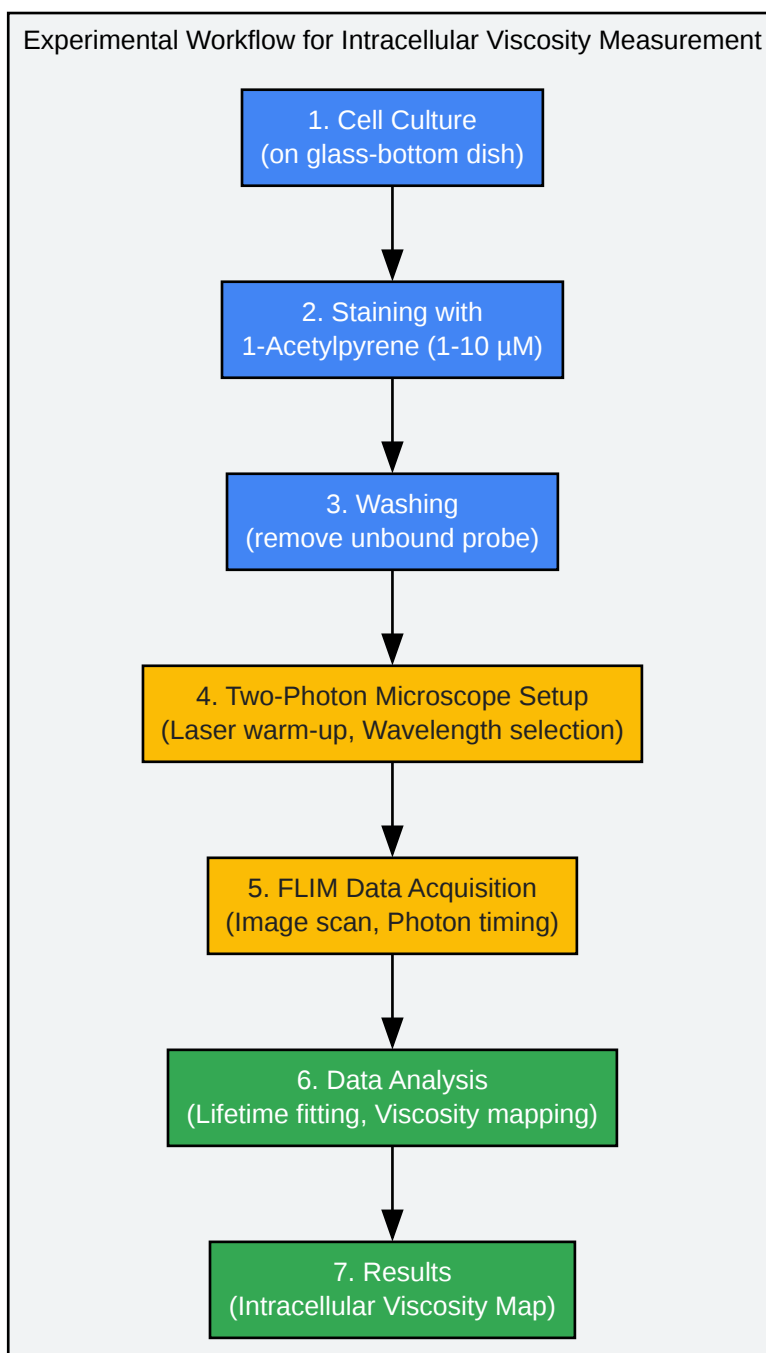 Experimental Workflow for Intracellular Viscosity Measurement
1. Cell Culture
(on glass-bottom dish)
2. Staining with
1-Acetylpyrene (1-10 µM)
3. Washing
(remove unbound probe)
4. Two-Photon Microscope Setup
(Laser warm-up, Wavelength selection)
5. FLIM Data Acquisition
(Image scan, Photon timing)
6. Data Analysis
(Lifetime fitting, Viscosity mapping)
7. Results
(Intracellular Viscosity Map)